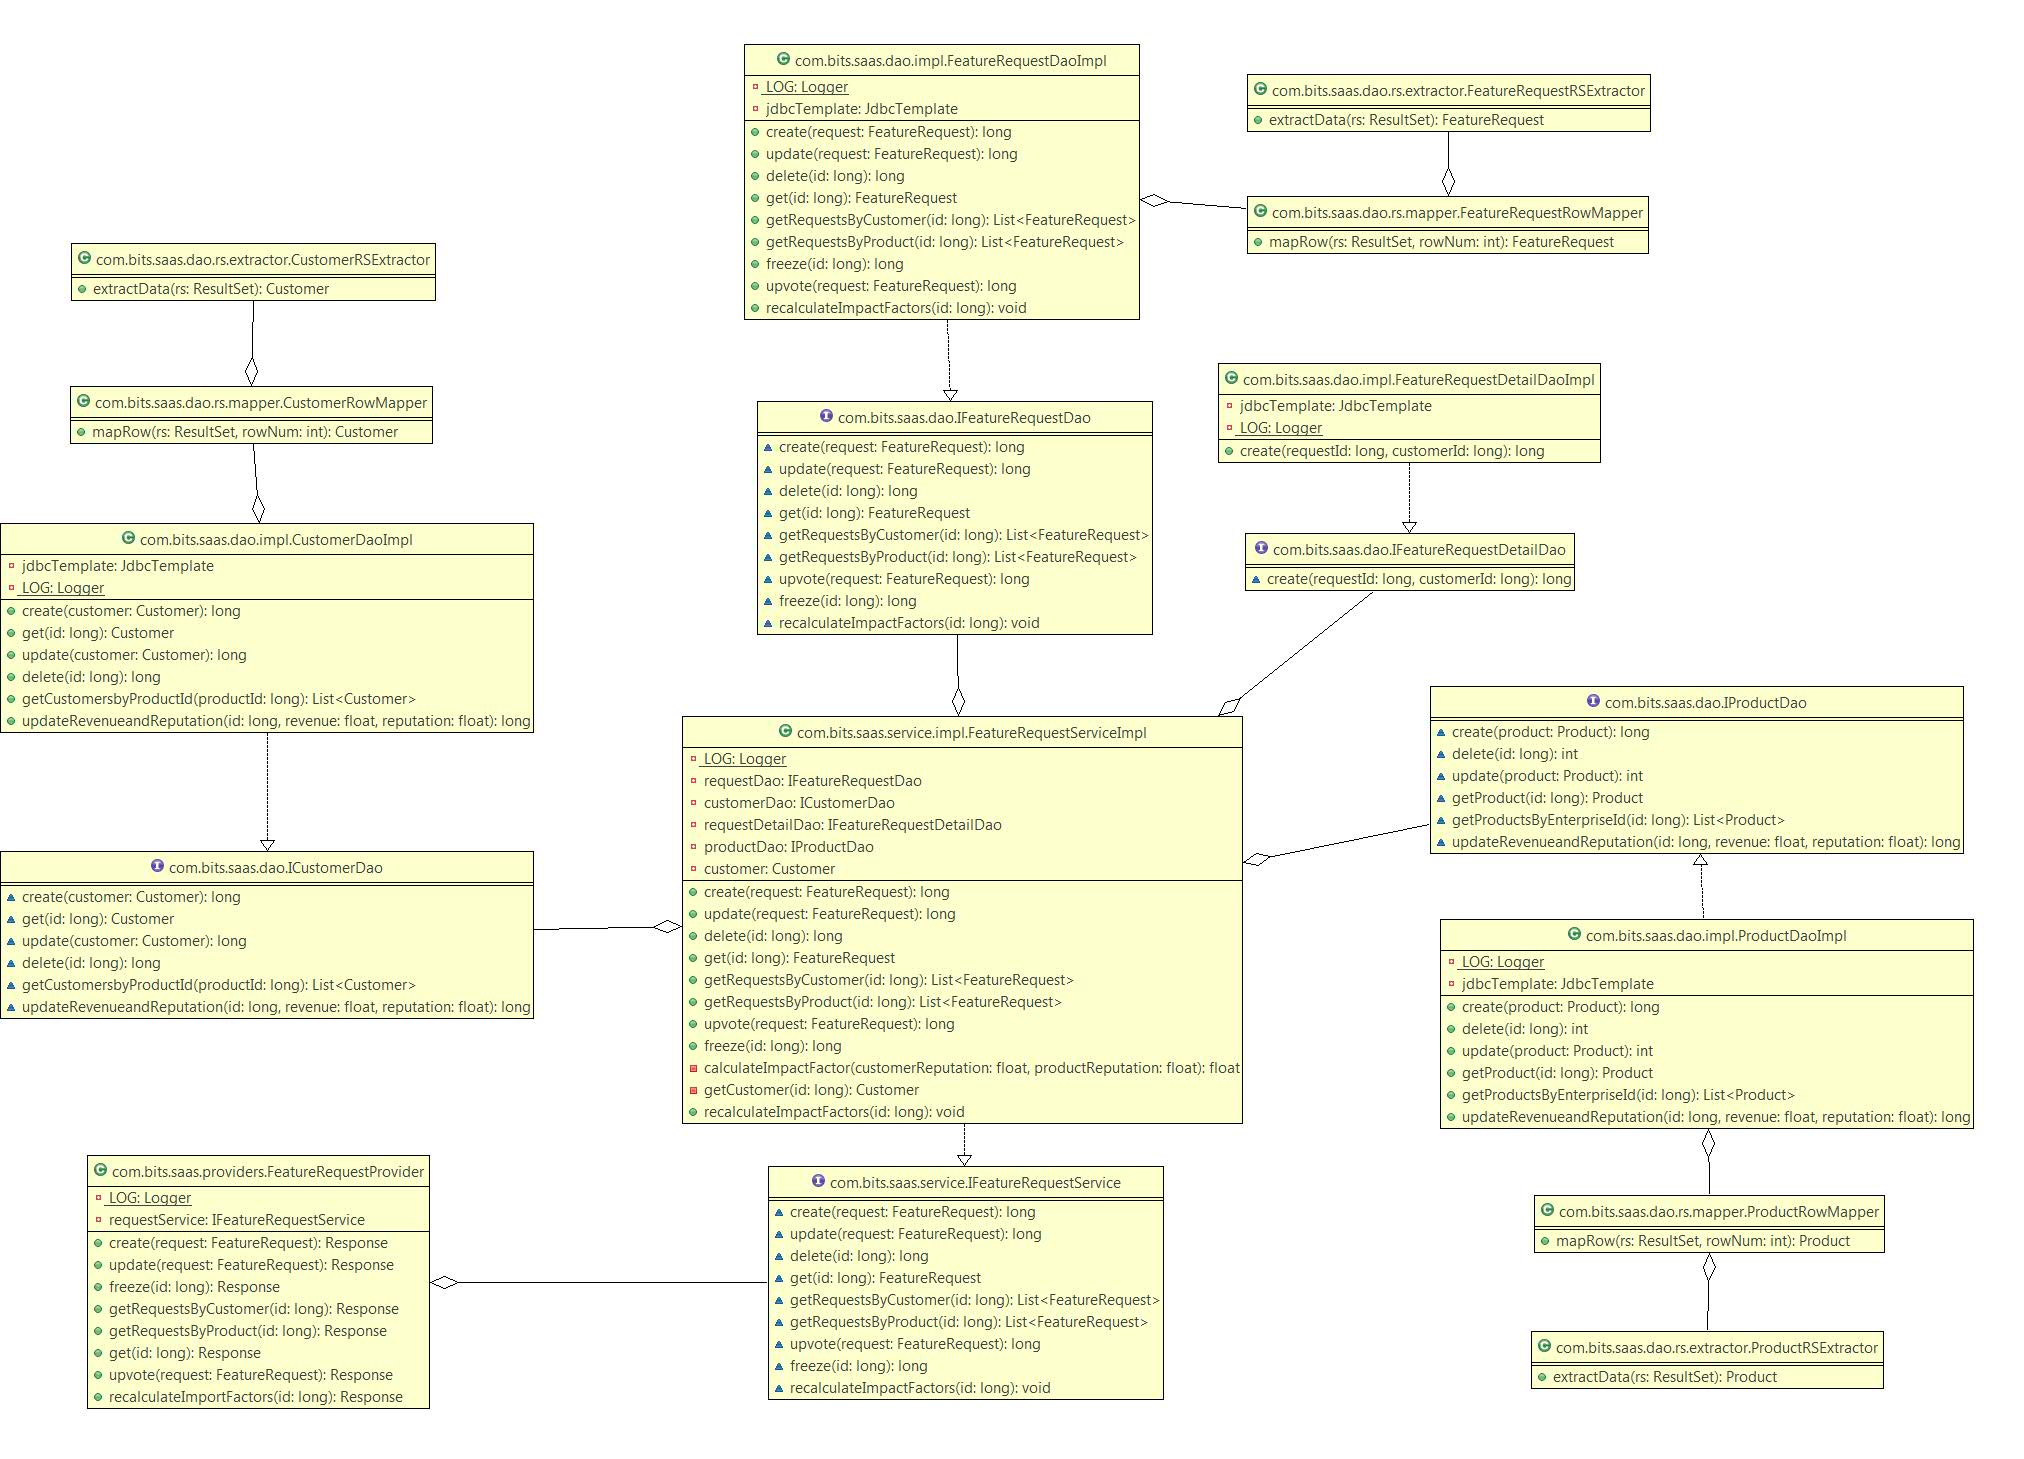 com.bits.saas.dao.impl.FeatureRequestDaoImpl
LOG: Logger
jdbcTemplate: JdbcTemplate
create(request: FeatureRequest): long
update(request: FeatureRequest): long
delete(id: long): long
get(id: long): FeatureRequest
getRequestsByCustomer(id: long): List<FeatureRequest>
getRequestsByProduct(id: long): List<FeatureRequest>
freeze(id: long): long
upvote(request: FeatureRequest): long
recalculateImpactFactors(id: long): void
com.bits.saas.dao.rs.extractor.FeatureRequestRSExtractor
extractData(rs: ResultSet): FeatureRequest
com.bits.saas.dao.rs.mapper.FeatureRequestRowMapper
mapRow(rs: ResultSet, rowNum: int): FeatureRequest
com.bits.saas.dao.rs.extractor.CustomerRSExtractor
extractData(rs: ResultSet): Customer
com.bits.saas.dao.rs.mapper.CustomerRowMapper
mapRow(rs: ResultSet, rowNum: int): Customer
com.bits.saas.dao.IFeatureRequestDao
create(request: FeatureRequest): long
update(request: FeatureRequest): long
delete(id: long): long
get(id: long): FeatureRequest
getRequestsByCustomer(id: long): List<FeatureRequest>
getRequestsByProduct(id: long): List<FeatureRequest>
upvote(request: FeatureRequest): long
freeze(id: long): long
recalculateImpactFactors(id: long): void
com.bits.saas.dao.impl.FeatureRequestDetailDaoImpl
jdbcTemplate: JdbcTemplate
LOG: Logger
create(requestId: long, customerId: long): long
com.bits.saas.dao.IFeatureRequestDetailDao
create(requestId: long, customerId: long): long
com.bits.saas.dao.impl.CustomerDaoImpl
jdbcTemplate: JdbcTemplate
LOG: Logger
create(customer: Customer): long
get(id: long): Customer
update(customer: Customer): long
delete(id: long): long
getCustomersbyProductId(productId: long): List<Customer>
updateRevenueandReputation(id: long, revenue: float, reputation: float): long
com.bits.saas.service.impl.FeatureRequestServiceImpl
LOG: Logger
requestDao: IFeatureRequestDao
customerDao: ICustomerDao
requestDetailDao: IFeatureRequestDetailDao
productDao: IProductDao
customer: Customer
create(request: FeatureRequest): long
update(request: FeatureRequest): long
delete(id: long): long
get(id: long): FeatureRequest
getRequestsByCustomer(id: long): List<FeatureRequest>
getRequestsByProduct(id: long): List<FeatureRequest>
upvote(request: FeatureRequest): long
freeze(id: long): long
calculateImpactFactor(customerReputation: float, productReputation: float): float
getCustomer(id: long): Customer
recalculateImpactFactors(id: long): void
com.bits.saas.dao.IProductDao
create(product: Product): long
delete(id: long): int
update(product: Product): int
getProduct(id: long): Product
getProductsByEnterpriseId(id: long): List<Product>
updateRevenueandReputation(id: long, revenue: float, reputation: float): long
com.bits.saas.dao.ICustomerDao
create(customer: Customer): long
get(id: long): Customer
update(customer: Customer): long
delete(id: long): long
getCustomersbyProductId(productId: long): List<Customer>
updateRevenueandReputation(id: long, revenue: float, reputation: float): long
com.bits.saas.dao.impl.ProductDaoImpl
LOG: Logger
jdbcTemplate: JdbcTemplate
create(product: Product): long
delete(id: long): int
update(product: Product): int
getProduct(id: long): Product
getProductsByEnterpriseId(id: long): List<Product>
updateRevenueandReputation(id: long, revenue: float, reputation: float): long
com.bits.saas.providers.FeatureRequestProvider
LOG: Logger
requestService: IFeatureRequestService
create(request: FeatureRequest): Response
update(request: FeatureRequest): Response
freeze(id: long): Response
getRequestsByCustomer(id: long): Response
getRequestsByProduct(id: long): Response
get(id: long): Response
upvote(request: FeatureRequest): Response
recalculateImportFactors(id: long): Response
com.bits.saas.service.IFeatureRequestService
create(request: FeatureRequest): long
update(request: FeatureRequest): long
delete(id: long): long
get(id: long): FeatureRequest
getRequestsByCustomer(id: long): List<FeatureRequest>
getRequestsByProduct(id: long): List<FeatureRequest>
upvote(request: FeatureRequest): long
freeze(id: long): long
recalculateImpactFactors(id: long): void
com.bits.saas.dao.rs.mapper.ProductRowMapper
mapRow(rs: ResultSet, rowNum: int): Product
com.bits.saas.dao.rs.extractor.ProductRSExtractor
extractData(rs: ResultSet): Product